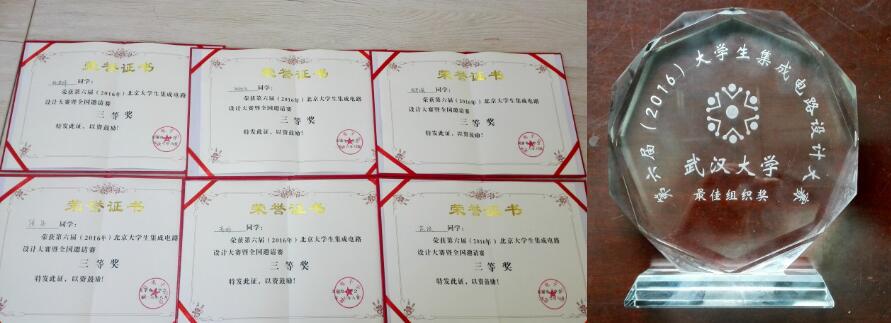 荣誉证书
同学：
荣获第六届（2016年）北京大学生集成电路
设计大赛暨全国邀请赛
三等奖
特发此证，以资鼓励！
荣誉证书
同学：
荣获第六届（2016年）北京大学生集成电路
设计大赛暨全国邀请赛
三等奖
特发此证，以资鼓励！
荣誉证书
同学：
荣获第六届（2016年）北京大学生集成电路
设计大赛暨全国邀请赛
三等奖
特发此证，以资鼓励！
荣誉证书
同学：
荣获第六届（2016年）北京大学生集成电路
设计大赛暨全国邀请赛
三等奖
特发此证，以资鼓励！
荣誉证书
同学：
荣获第六届（2016年）北京大学生集成电路
设计大赛暨全国邀请赛
三等奖
特发此证，以资鼓励！
荣誉证书
同学：
荣获第六届（2016年）北京大学生集成电路
设计大赛暨全国邀请赛
三等奖
特发此证，以资鼓励！
第六届（2016）大学生集成电路设计大赛
武汉大学
最佳组织奖